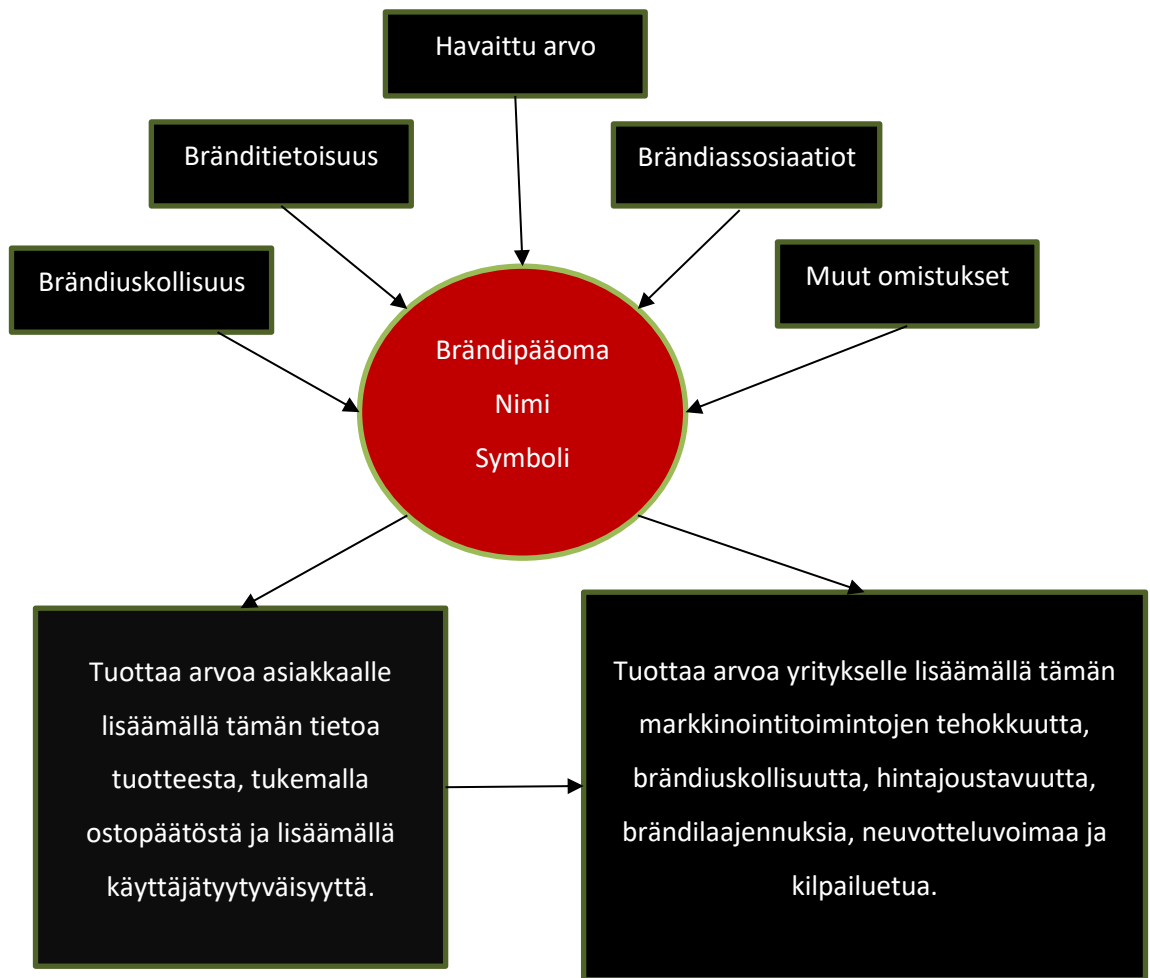 Havaittu arvo
Bränditietoisuus
Brändiassosiaatiot
Brändiuskollisuus
Muut omistukset
Brändipääoma
Nimi
Symboli
Tuottaa arvoa asiakkaalle
lisäämällä tämän tietoa
tuotteesta, tukemalla
ostopäätöstä ja lisäämällä
käyttäjätyytyväisyyttä.
Tuottaa arvoa yritykselle lisäämällä tämän
markkinointitoimintojen tehokkuutta,
brändiuskollisuutta, hintajoustavuutta,
brändilaajennuksia, neuvotteluvoimaa ja
kilpailuetua.